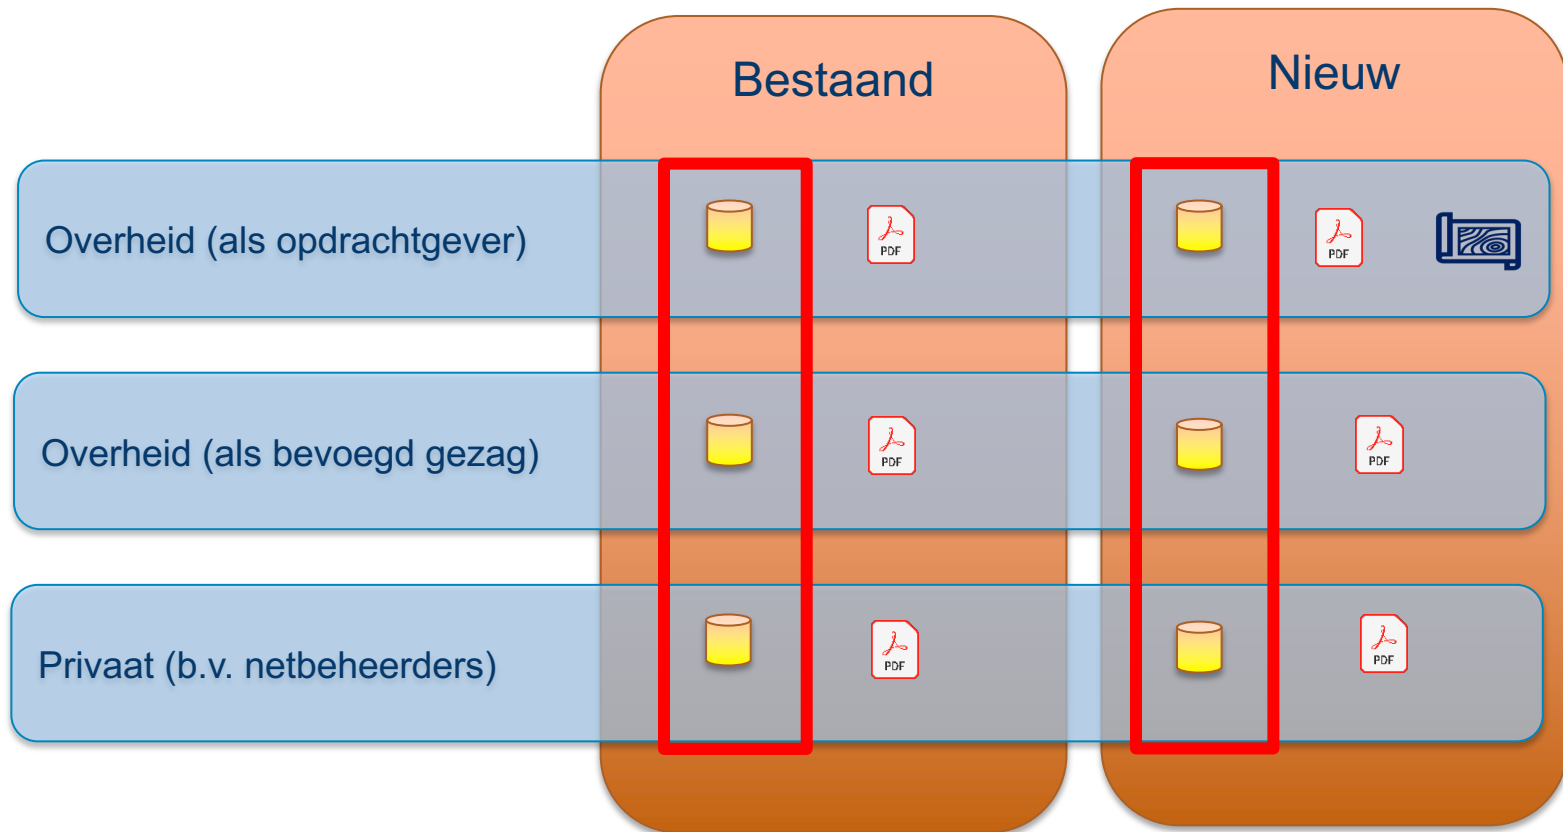 Bestaand
Nieuw
Overheid (als opdrachtgever)
PDF
PDF
Overheid (als bevoegd gezag)
PDF
PDF
Privaat (b.v. netbeheerders)
PDF
PDF